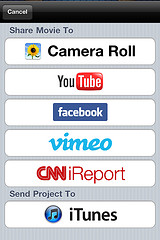 Cancel
Share Movie To
Camera Roll
YouTube
facebook
vimeo
CNN iReport
Send Project To
iTunes